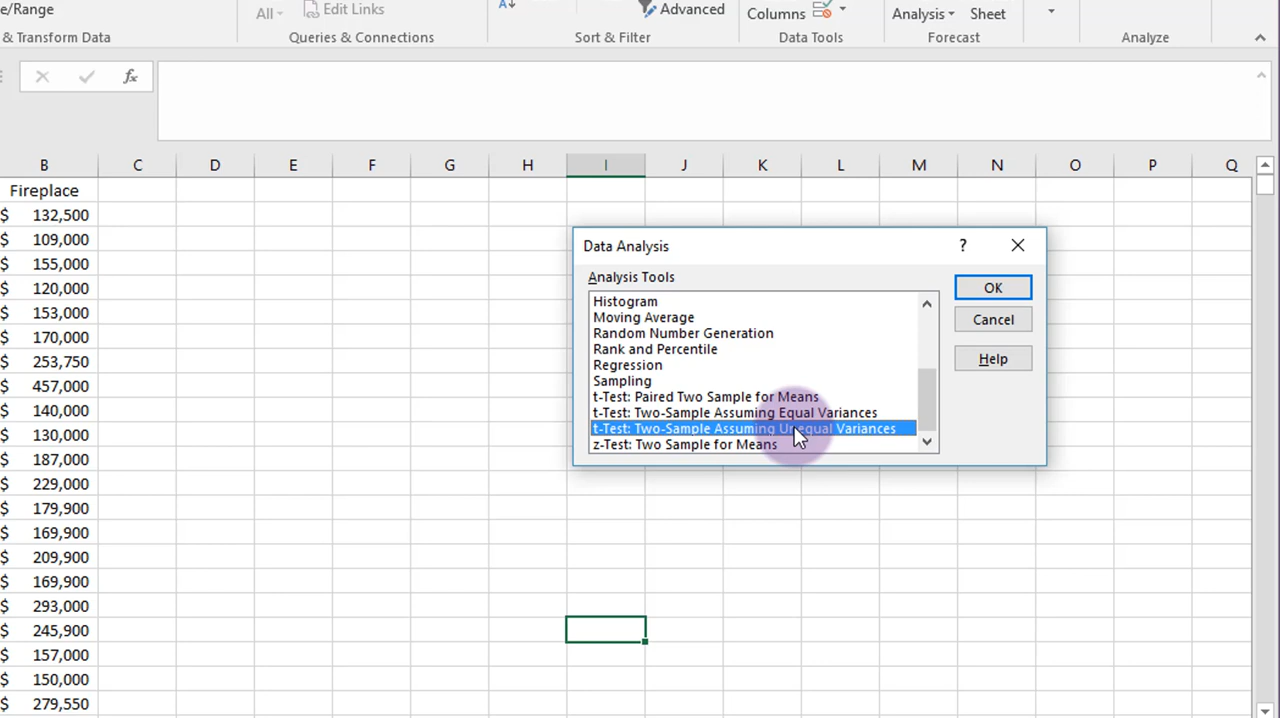 e/Range
All
Edit Links
Advanced
Columns
Analysis
Sheet
& Transform Data
Queries & Connections
Sort & Filter
Data Tools
Forecast
Analyze
fx
B C D E F G H I J K L M N O P Q
Fireplace
$ 132,500
$ 109,000
$ 155,000
$ 120,000
$ 153,000
$ 170,000
$ 253,750
$ 457,000
$ 140,000
$ 130,000
$ 187,000
$ 229,000
$ 179,900
$ 169,900
$ 209,900
$ 169,900
$ 293,000
$ 245,900
$ 157,000
$ 150,000
$ 279,550
Data Analysis
?
Analysis Tools
Histogram
Moving Average
Random Number Generation
Rank and Percentile
Regression
Sampling
t-Test: Paired Two Sample for Means
t-Test: Two-Sample Assuming Equal Variances
t-Test: Two-Sample Assuming Unequal Variances
z-Test: Two Sample for Means
OK
Cancel
Help